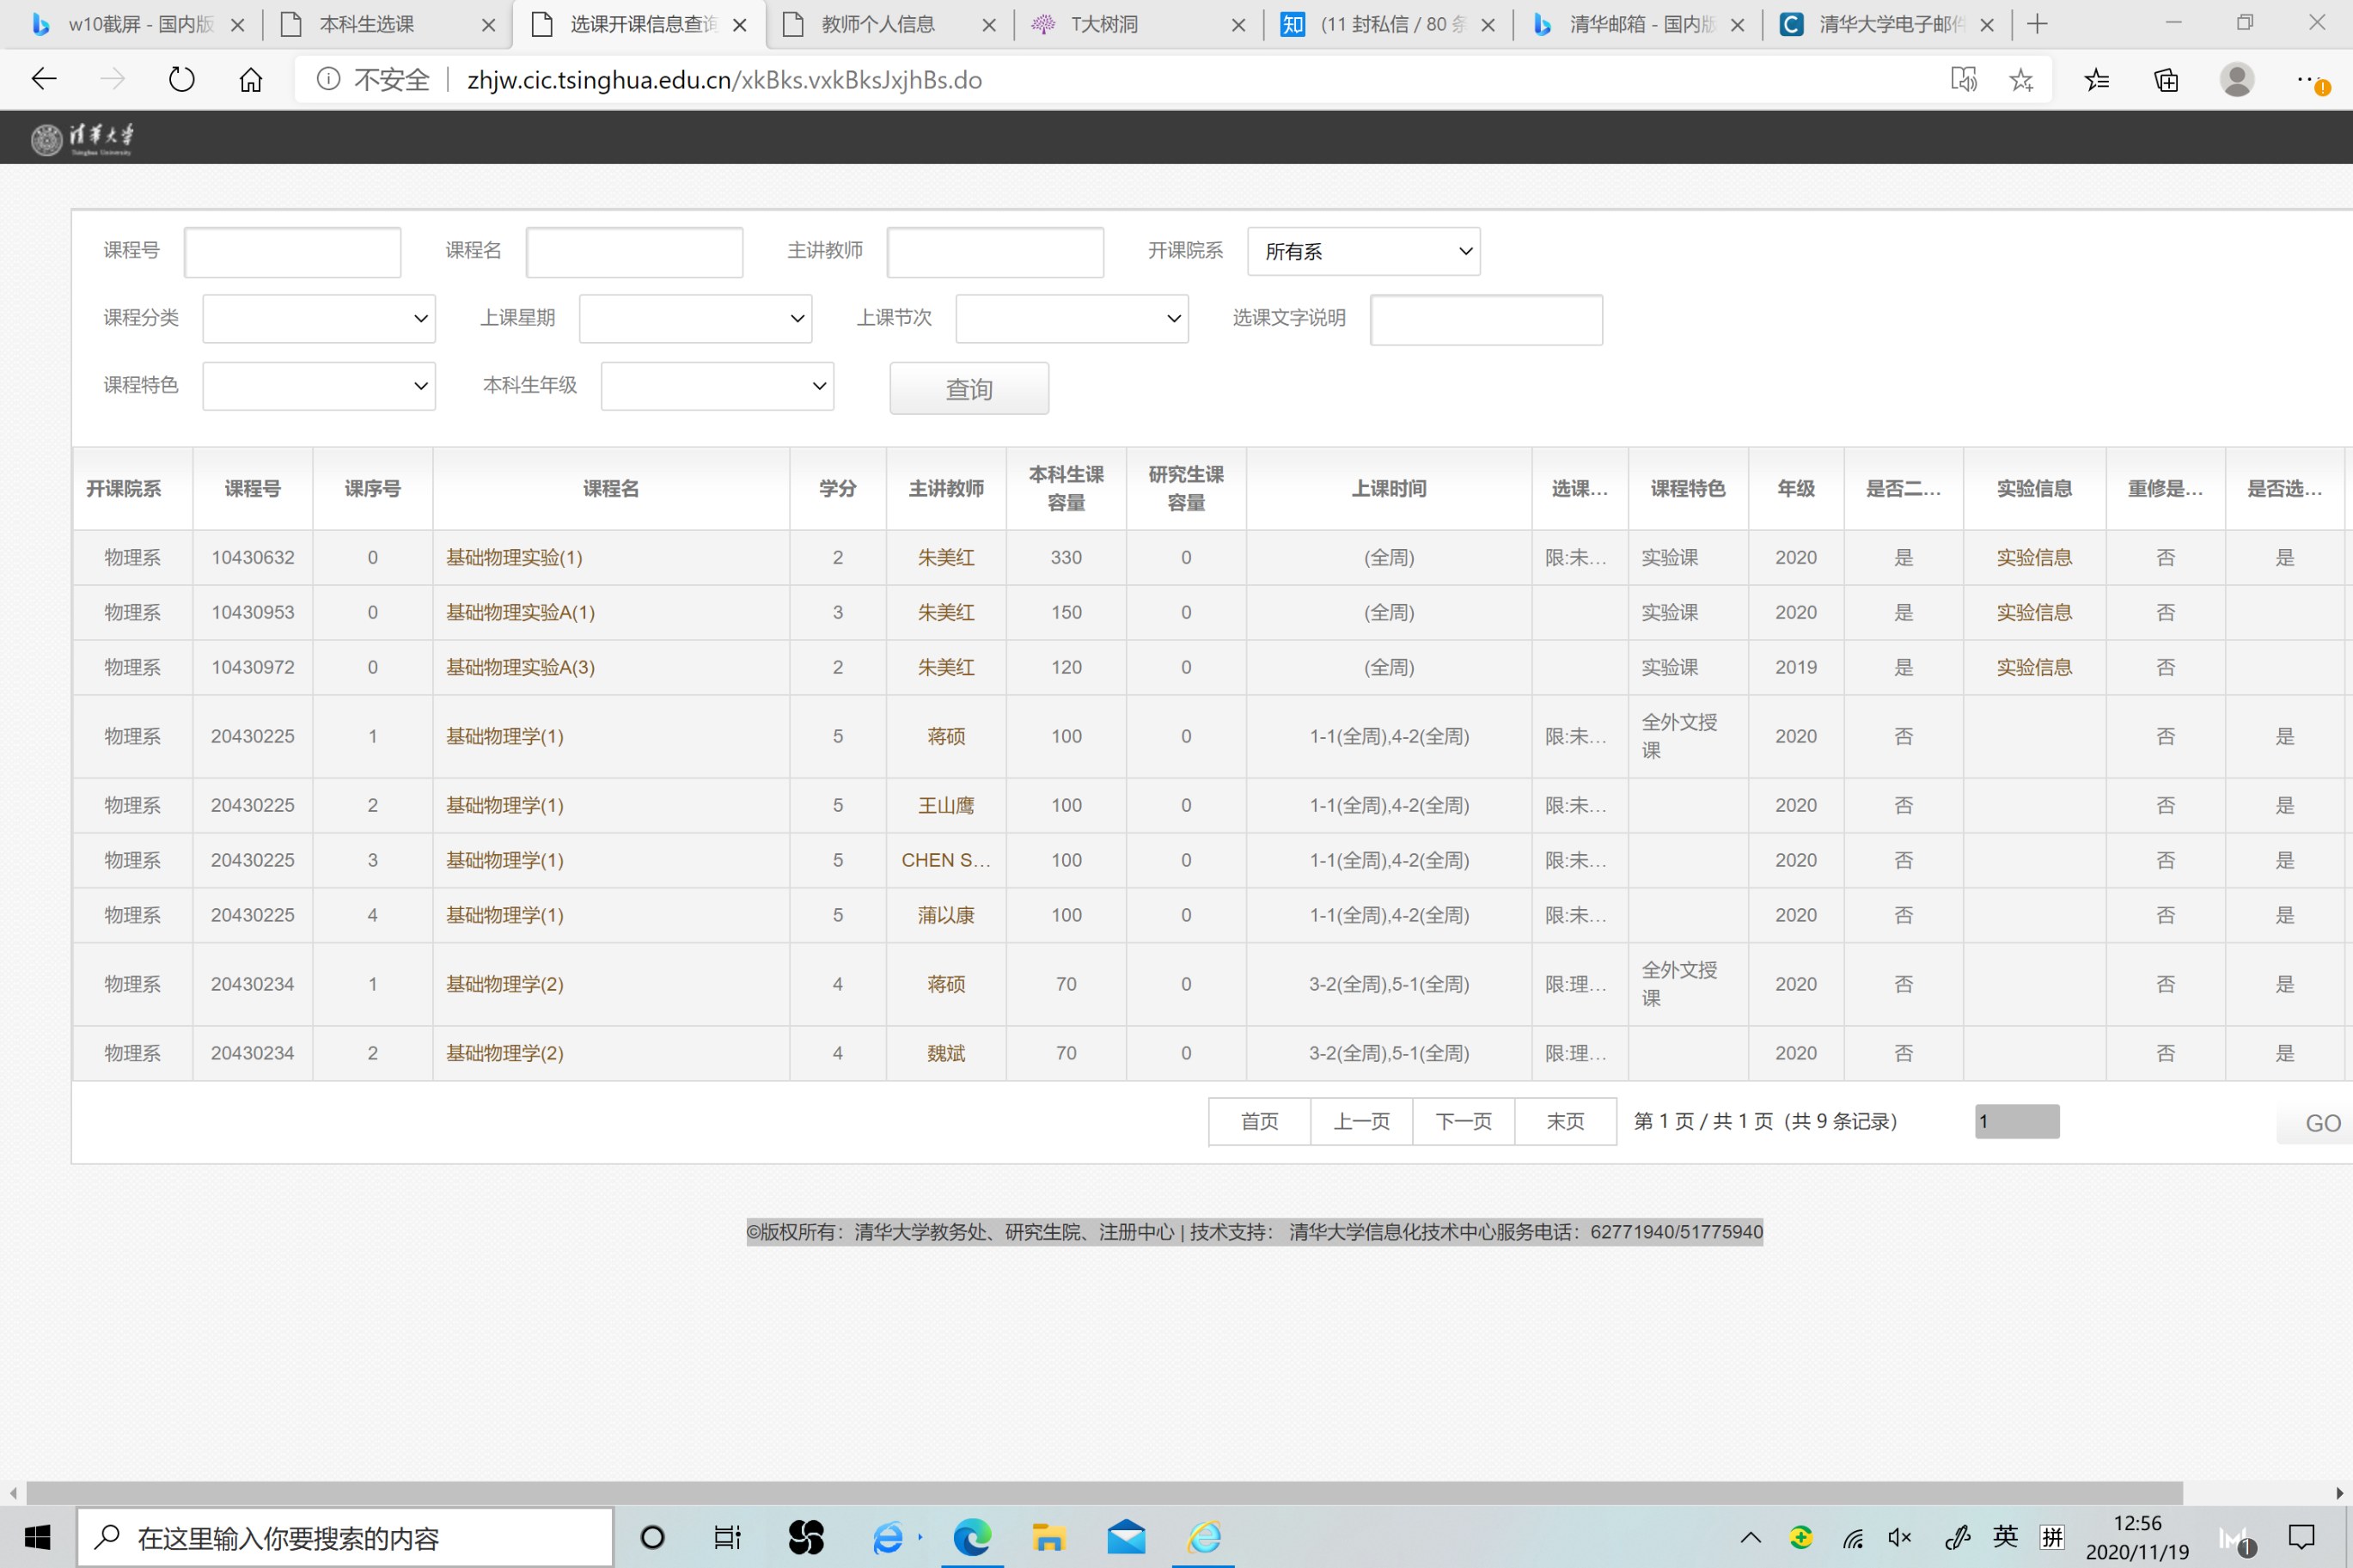 w10截屏 - 国内版 本科生选课 选课开课信息查询 教师个人信息 T大树洞 知 (11 封私信 / 80 条 清华邮箱 - 国内版 清华大学电子邮件
不安全 zhjw.cic.tsinghua.edu.cn/xkBks.vxkBksJxjhBs.do
清华大学
Tsinghua University
课程号 课程名 主讲教师 开课院系 所有系
课程分类 上课星期 上课节次 选课文字说明
课程特色 本科生年级 查询
开课院系 课程号 课序号 课程名 学分 主讲教师 本科生课容量 研究生课容量 上课时间 选课... 课程特色 年级 是否二... 实验信息 重修是... 是否选...
物理系 10430632 0 基础物理实验(1) 2 朱美红 330 0 (全周) 限:未... 实验课 2020 是 实验信息 否 是
物理系 10430953 0 基础物理实验A(1) 3 朱美红 150 0 (全周) 实验课 2020 是 实验信息 否
物理系 10430972 0 基础物理实验A(3) 2 朱美红 120 0 (全周) 实验课 2019 是 实验信息 否
物理系 20430225 1 基础物理学(1) 5 蒋硕 100 0 1-1(全周),4-2(全周) 限:未... 全外文授课 2020 否 否 是
物理系 20430225 2 基础物理学(1) 5 王山鹰 100 0 1-1(全周),4-2(全周) 限:未... 2020 否 否 是
物理系 20430225 3 基础物理学(1) 5 CHEN S... 100 0 1-1(全周),4-2(全周) 限:未... 2020 否 否 是
物理系 20430225 4 基础物理学(1) 5 蒲以康 100 0 1-1(全周),4-2(全周) 限:未... 2020 否 否 是
物理系 20430234 1 基础物理学(2) 4 蒋硕 70 0 3-2(全周),5-1(全周) 限:理... 全外文授课 2020 否 否 是
物理系 20430234 2 基础物理学(2) 4 魏斌 70 0 3-2(全周),5-1(全周) 限:理... 2020 否 否 是
首页 上一页 下一页 末页 第 1 页 / 共 1 页（共 9 条记录） 1 GO
©版权所有：清华大学教务处、研究生院、注册中心 | 技术支持： 清华大学信息化技术中心服务电话：62771940/51775940
在这里输入你要搜索的内容 英 拼 12:56
2020/11/19 1